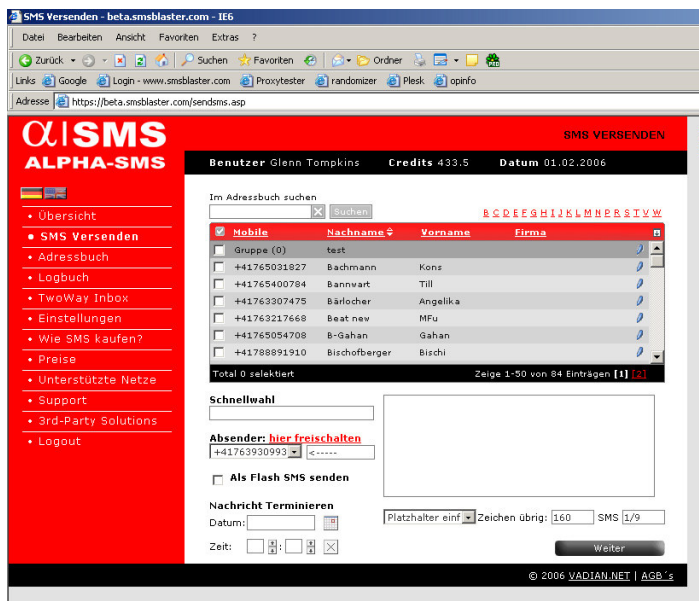 SMS Versenden - beta.smsblaster.com - IE6
Datei Bearbeiten Ansicht Favoriten Extras ?
Zurück Suchen Favoriten Ordner
Links Google Login - www.smsblaster.com Proxytester randomizer Plesk opinfo
Adresse https://beta.smsblaster.com/sendsms.asp
α|SMS
ALPHA-SMS
SMS VERSENDEN
Benutzer Glenn Tompkins Credits 433.5 Datum 01.02.2006
• Übersicht
• SMS Versenden
• Adressbuch
• Logbuch
• TwoWay Inbox
• Einstellungen
• Wie SMS kaufen?
• Preise
• Unterstützte Netze
• Support
• 3rd-Party Solutions
• Logout
Im Adressbuch suchen
Suchen
B C D E F G H I J K L M N P R S T V W
Mobile Nachname Vorname Firma
Gruppe (0) test
+41765031827 Bachmann Kons
+41765400784 Bannwart Till
+41763307475 Bärlocher Angelika
+41763217668 Beat new MFu
+41765054708 B-Gahan Gahan
+41788891910 Bischofberger Bischi
Total 0 selektiert Zeige 1-50 von 84 Einträgen [1] [2]
Schnellwahl
Absender: hier freischalten
+41763930993 <-----
Als Flash SMS senden
Nachricht Terminieren
Datum:
Zeit: :
Platzhalter einf Zeichen übrig: 160 SMS 1/9
Weiter
© 2006 VADIAN.NET | AGB´s